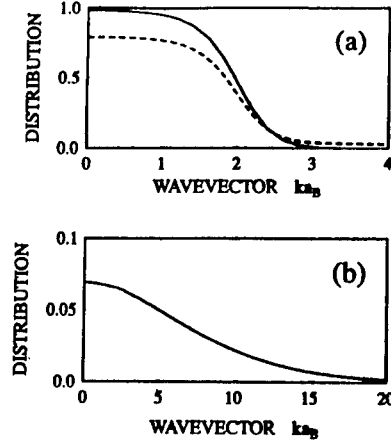 (a)
DISTRIBUTION
1.0
0.5
0.0
0 1 2 3 4
WAVEVECTOR ka_B
(b)
DISTRIBUTION
0.1
0.05
0.0
0 5 10 15 20
WAVEVECTOR ka_B